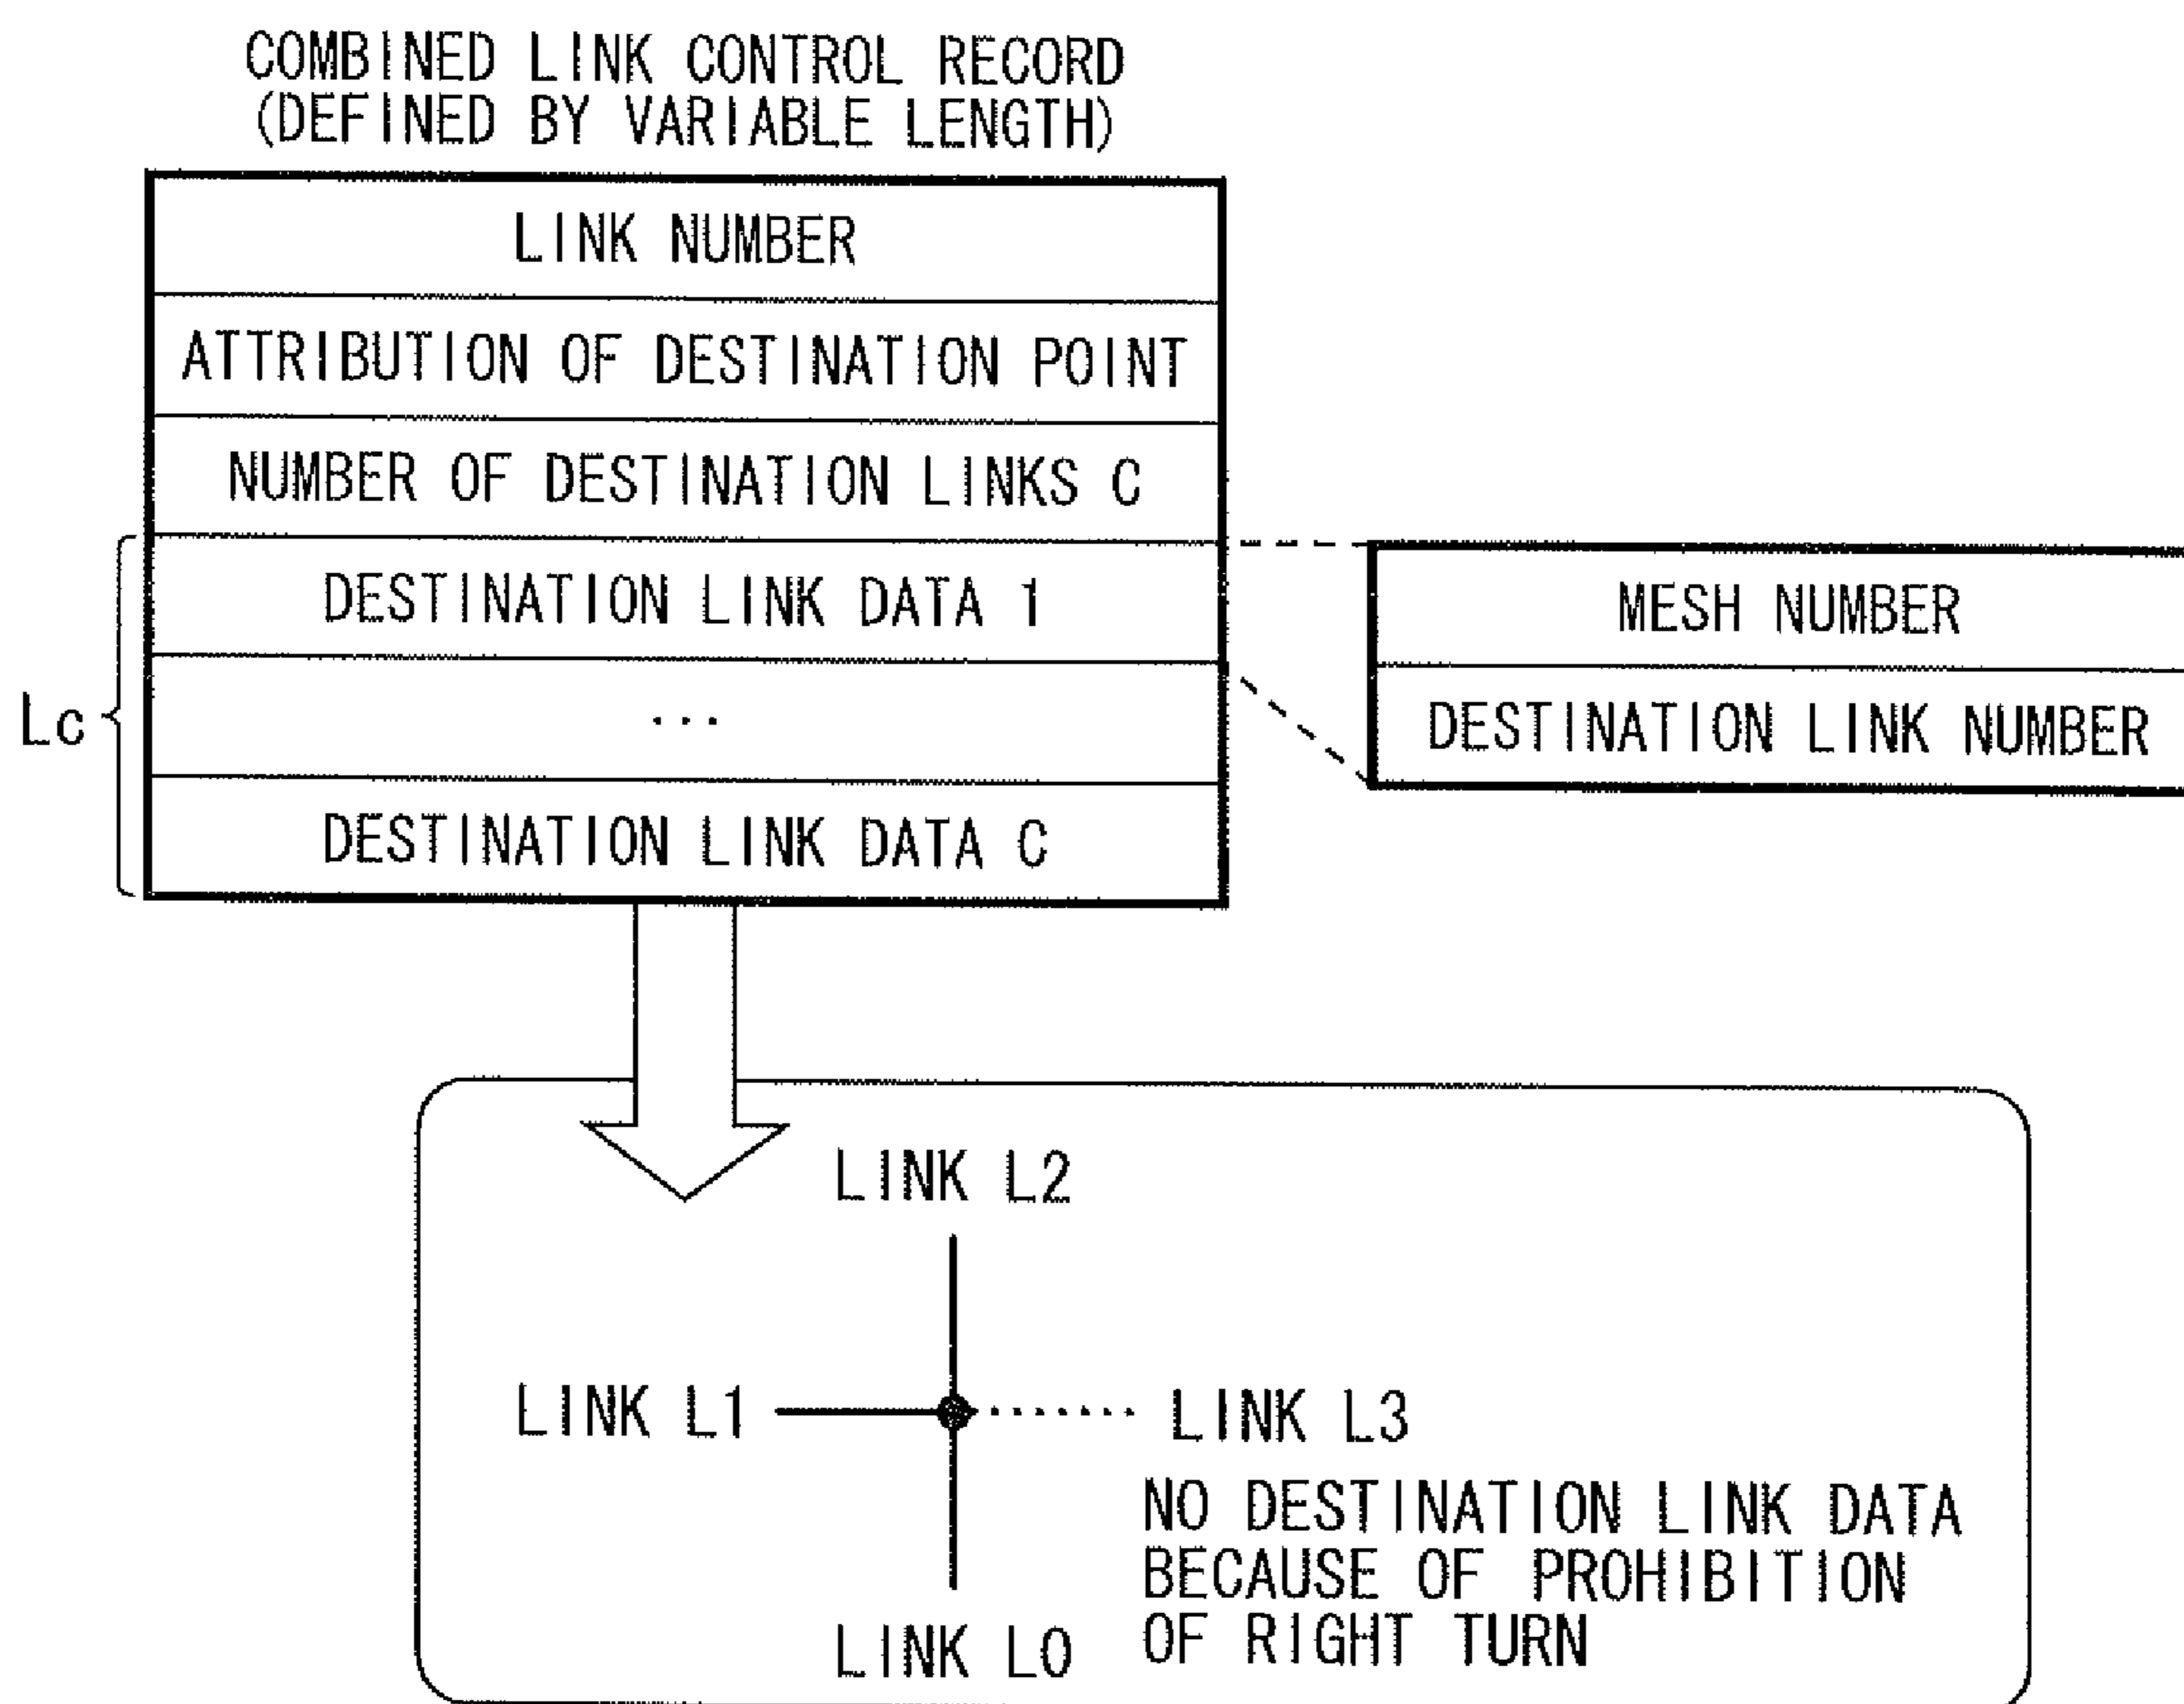 COMBINED LINK CONTROL RECORD
(DEFINED BY VARIABLE LENGTH)
LINK NUMBER
ATTRIBUTION OF DESTINATION POINT
NUMBER OF DESTINATION LINKS C
DESTINATION LINK DATA 1
...
DESTINATION LINK DATA C
Lc
MESH NUMBER
DESTINATION LINK NUMBER
LINK L2
LINK L1
LINK L3
NO DESTINATION LINK DATA
BECAUSE OF PROHIBITION
OF RIGHT TURN
LINK L0